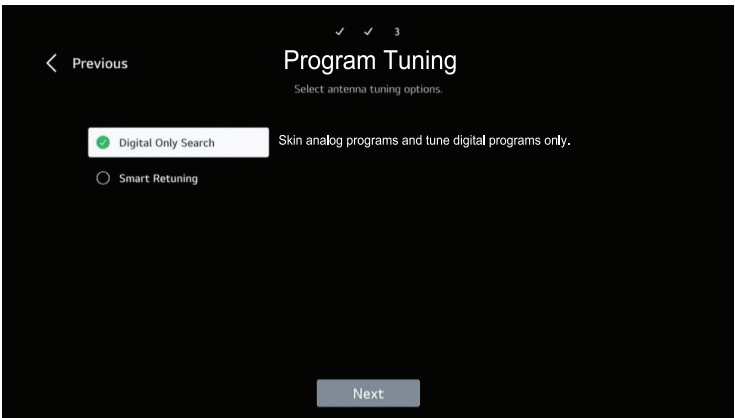 3
Previous
Program Tuning
Select antenna tuning options.
Digital Only Search
Skin analog programs and tune digital programs only.
Smart Retuning
Next